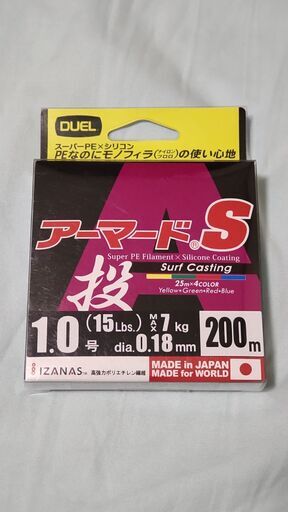 DUEL
スーパーPE×シリコン
PEなのにモノフィラ(ナイロンフロロ)の使い心地
アーマード®S
Super PE Filament × Silicone Coating
Surf Casting
25m×4COLOR
Yellow•Green•Red•Blue
投
1.0号
(15Lbs.)
MAX7kg
dia.0.18mm
200m
IZANAS™ 高強力ポリエチレン繊維
MADE in JAPAN
MADE for WORLD